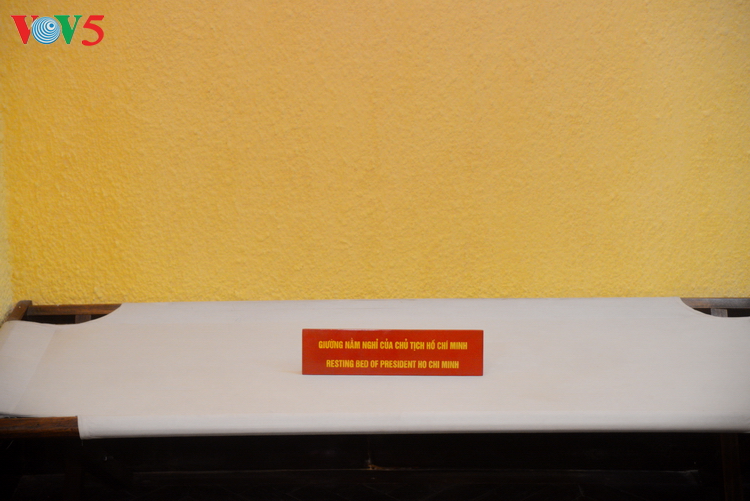 VOV5
GIƯỜNG NẰM NGHỈ CỦA CHỦ TỊCH HỒ CHÍ MINH
RESTING BED OF PRESIDENT HO CHI MINH